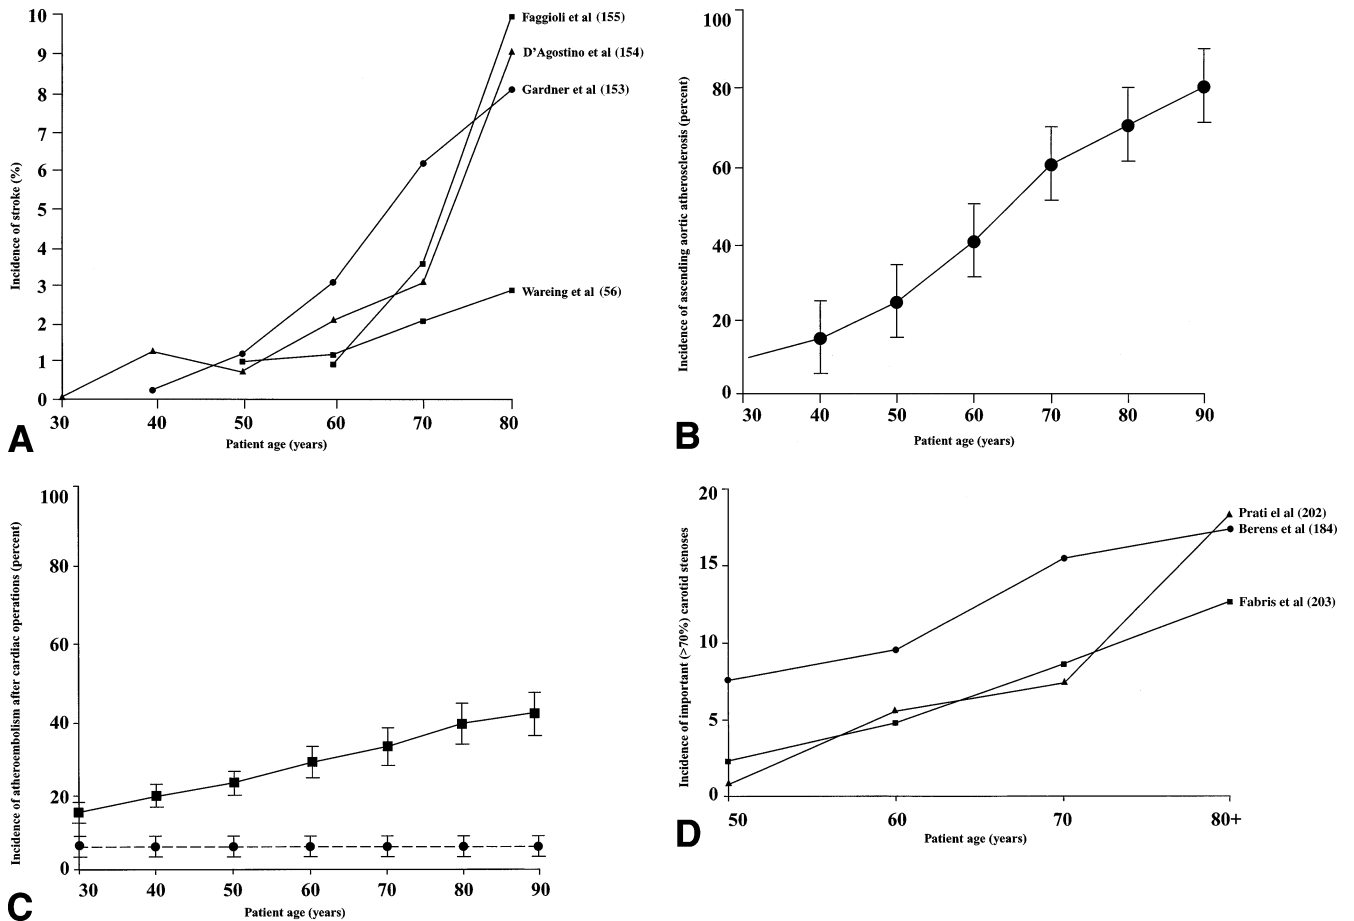 10
9
8
7
6
5
4
3
2
1
0
Incidence of stroke (%)
Faggioli et al (155)
D'Agostino et al (154)
Gardner et al (153)
Wareing et al (56)
30 40 50 60 70 80
Patient age (years)
A
100
80
60
40
20
0
Incidence of ascending aortic atherosclerosis (percent)
30 40 50 60 70 80 90
Patient age (years)
B
100
80
60
40
20
0
Incidence of atheroembolism after cardiac operations (percent)
30 40 50 60 70 80 90
Patient age (years)
C
20
15
10
5
0
Incidence of important (>70%) carotid stenoses
Prati el al (202)
Berens et al (184)
Fabris et al (203)
50 60 70 80+
Patient age (years)
D